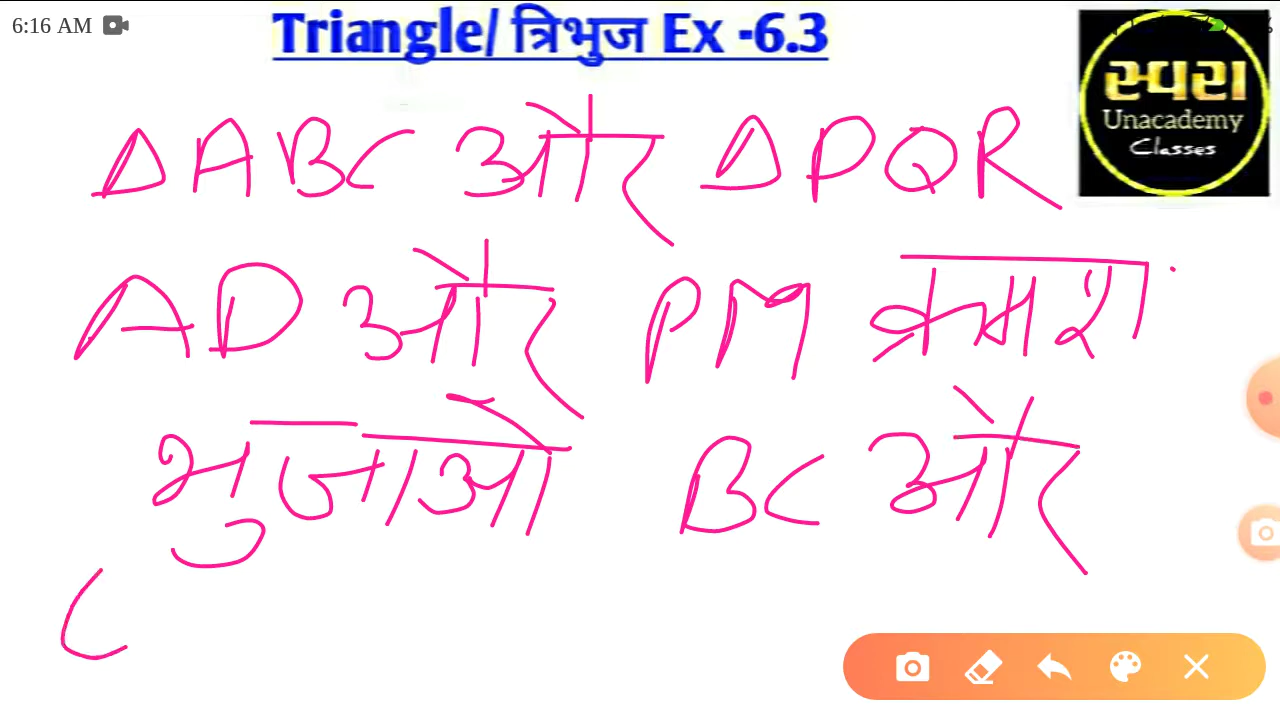 6:16 AM
Triangle/ त्रिभुज Ex -6.3
स्परा
Unacademy
Classes
ΔABC और ΔPQR
AD और PM क्रमश
भुजाओ BC और
C